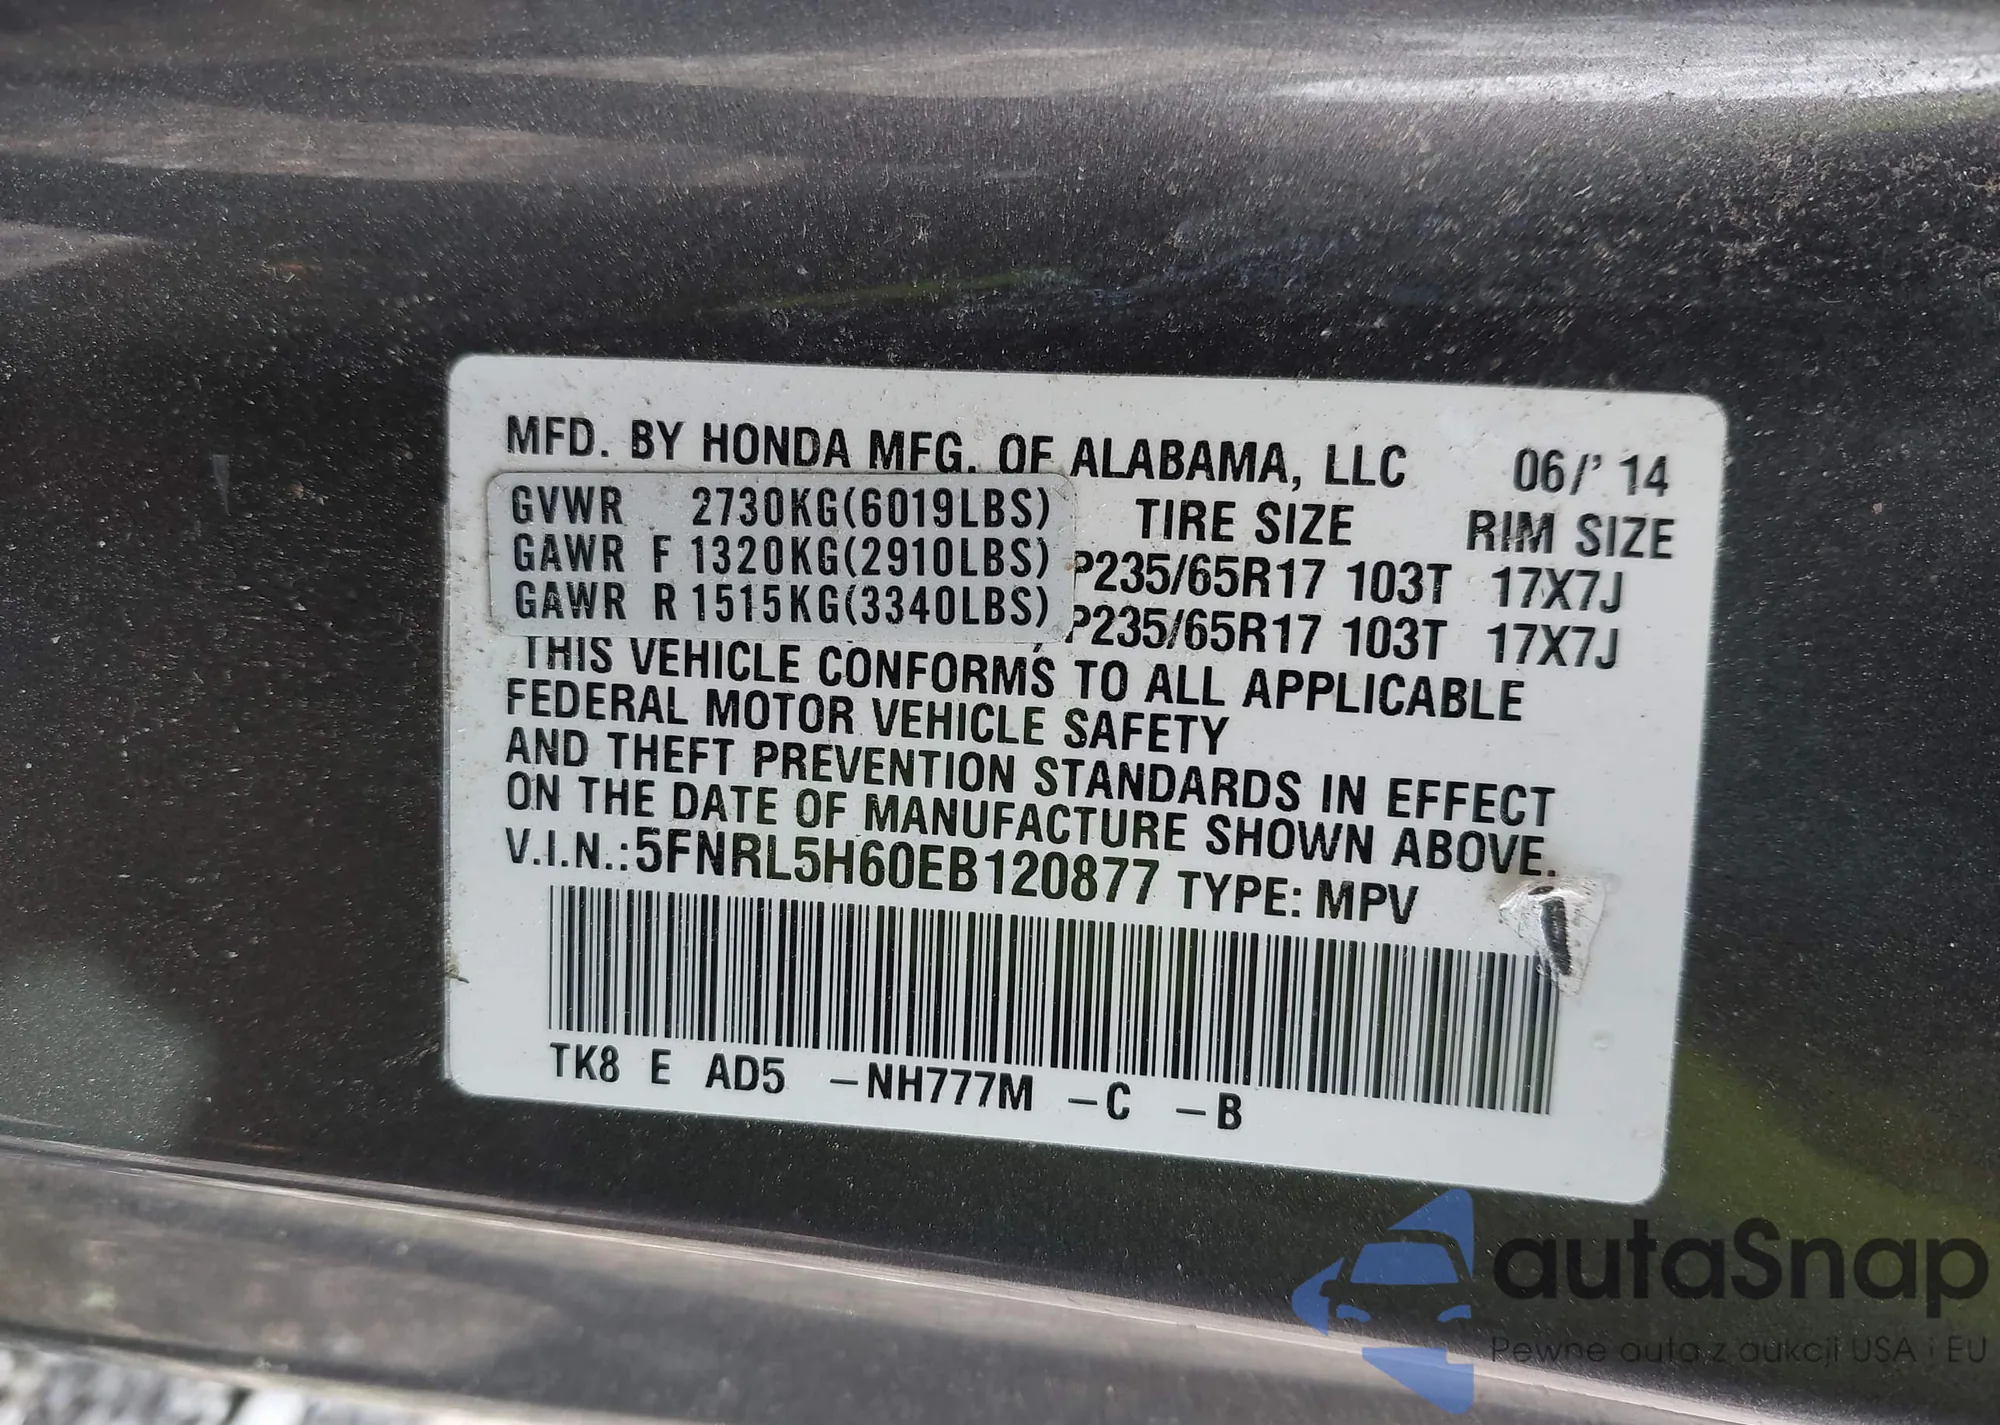 MFD. BY HONDA MFG. OF ALABAMA, LLC 06/' 14
GVWR 2730KG(6019LBS) TIRE SIZE RIM SIZE
GAWR F 1320KG(2910LBS) P235/65R17 103T 17X7J
GAWR R 1515KG(3340LBS) P235/65R17 103T 17X7J
THIS VEHICLE CONFORMS TO ALL APPLICABLE
FEDERAL MOTOR VEHICLE SAFETY
AND THEFT PREVENTION STANDARDS IN EFFECT
ON THE DATE OF MANUFACTURE SHOWN ABOVE.
V.I.N.:5FNRL5H60EB120877 TYPE: MPV
TK8 E AD5 -NH777M -C -B
autaSnap
Pewne auta z aukcji USA i EU